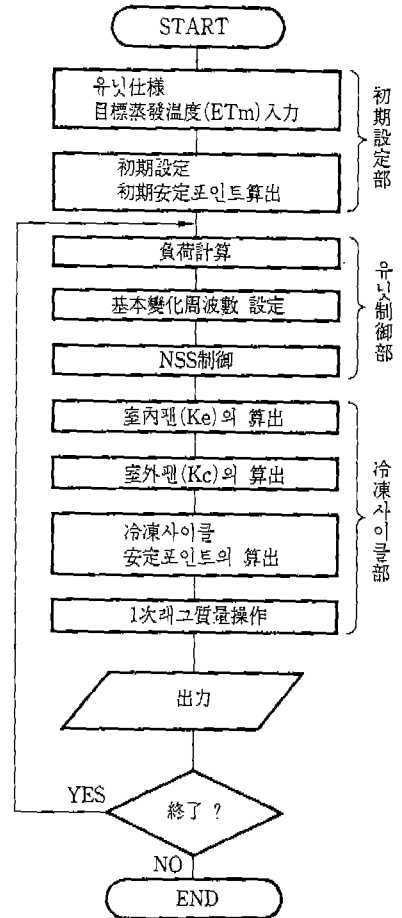 START
유닛仕様
目標蒸發溫度(ETm)入力
初期設定
初期安定포인트算出
初期設定部
負荷計算
基本變化周波數 設定
NSS制御
유닛制御部
室內팬(Ke)의 算出
室外팬(Kc)의 算出
冷凍사이클
安定포인트의 算出
1次래그質量操作
冷凍사이클部
出力
YES
終了 ?
NO
END